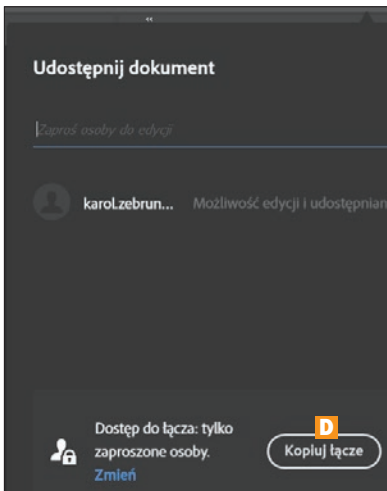 Udostępnij dokument
Zaproś osoby do edycji
karol.zebrun... Możliwość edycji i udostępnian
Dostęp do łącza: tylko
zaproszone osoby.
Zmień
D
Kopiuj łącze